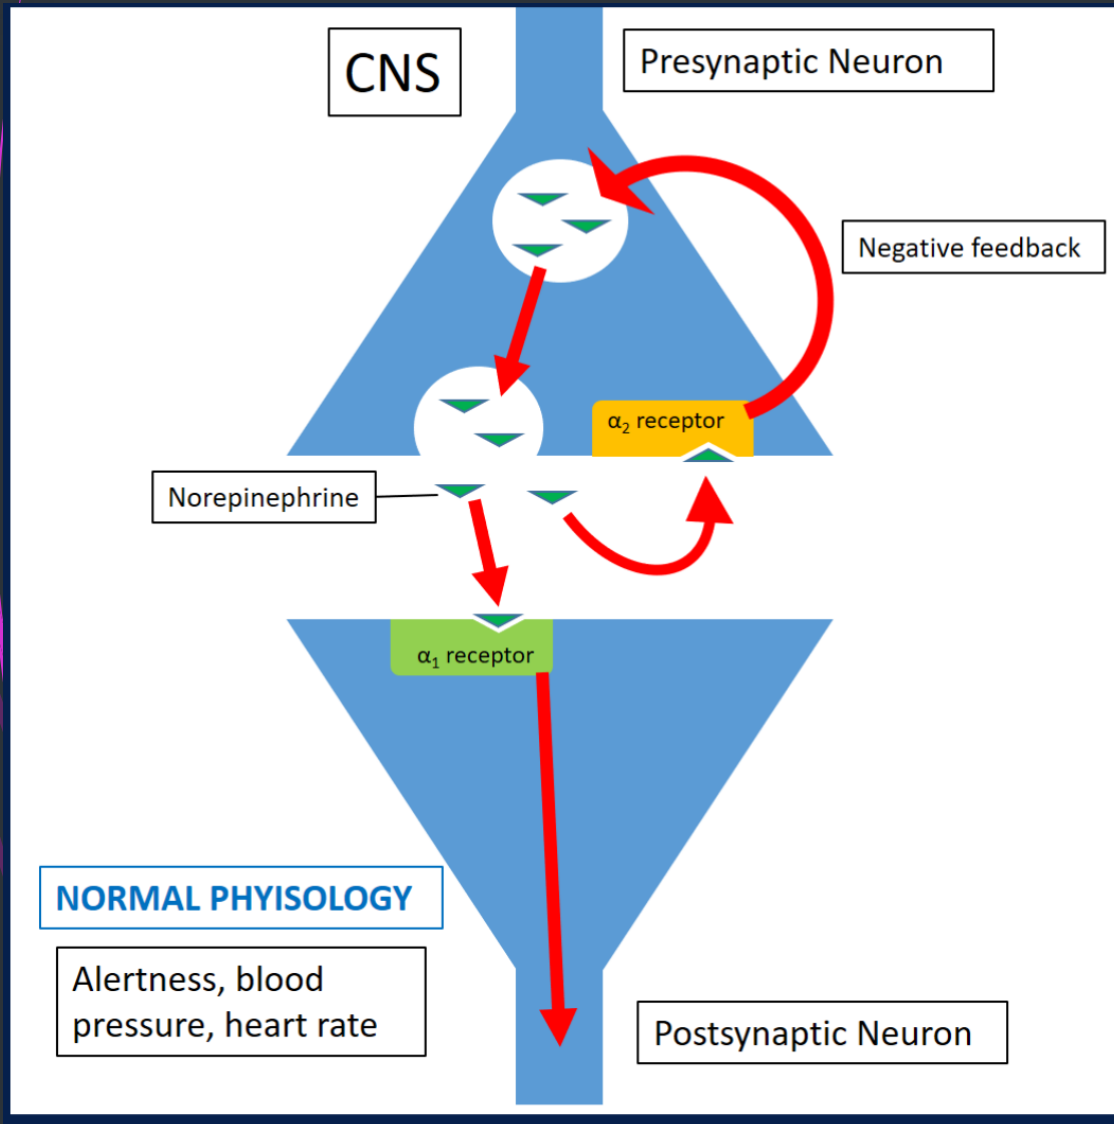 CNS
Presynaptic Neuron
Negative feedback
α₂ receptor
Norepinephrine
α₁ receptor
NORMAL PHYISOLOGY
Alertness, blood
pressure, heart rate
Postsynaptic Neuron